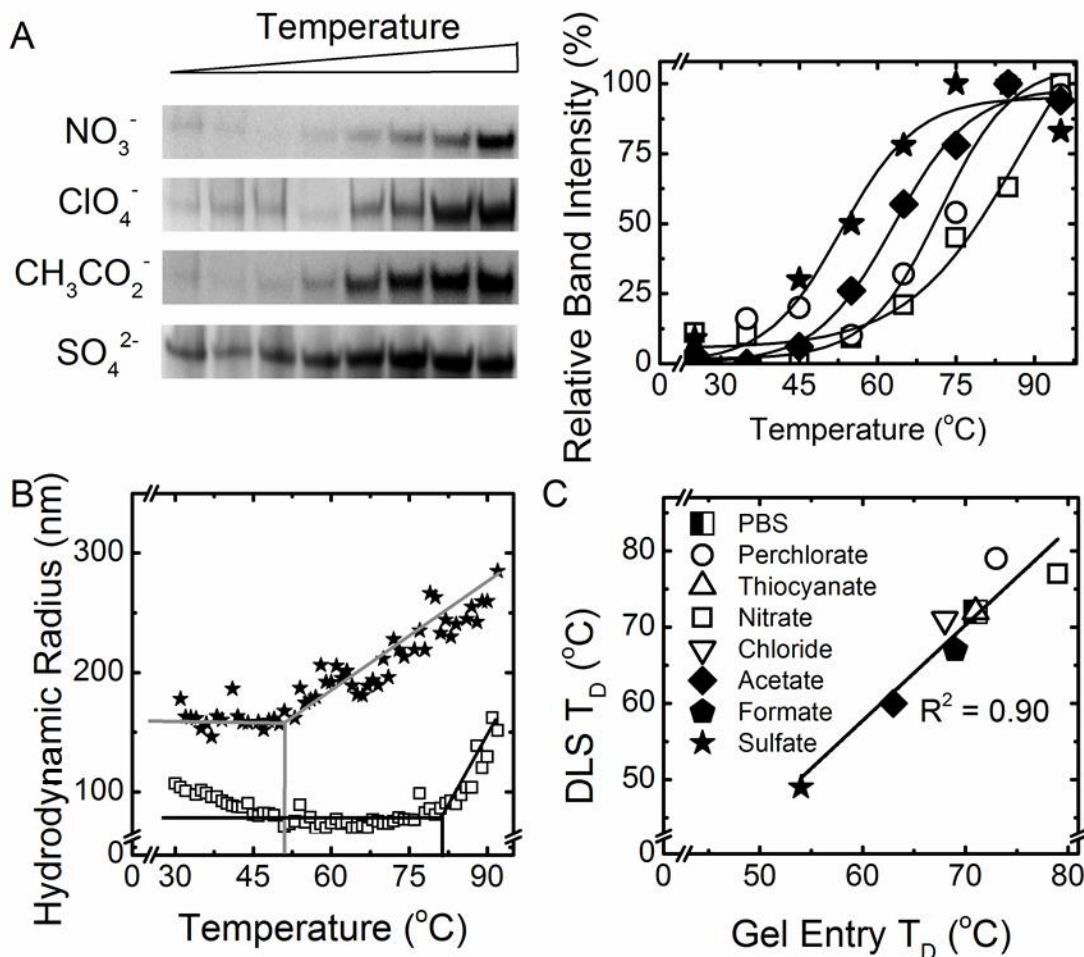 A
Temperature
NO₃⁻
ClO₄⁻
CH₃CO₂⁻
SO₄²⁻
Relative Band Intensity (%)
100
75
50
25
0
0 30 45 60 75 90
Temperature (°C)
B
Hydrodynamic Radius (nm)
300
200
100
0
0 30 45 60 75 90
Temperature (°C)
C
DLS T_D (°C)
80
70
60
50
0
PBS
Perchlorate
Thiocyanate
Nitrate
Chloride
Acetate
Formate
Sulfate
R² = 0.90
0 50 60 70 80
Gel Entry T_D (°C)